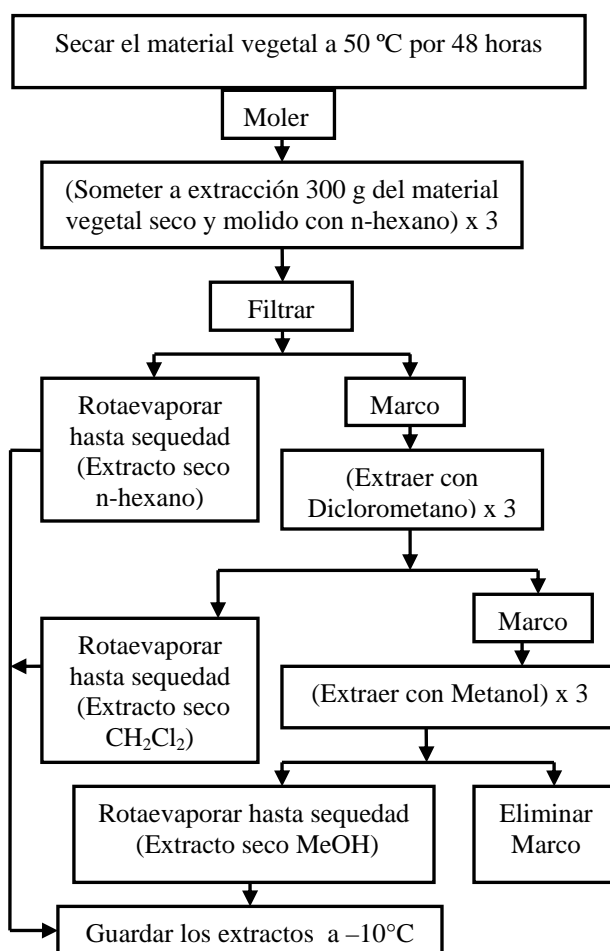 Secar el material vegetal a 50 ºC por 48 horas
Moler
(Someter a extracción 300 g del material
vegetal seco y molido con n-hexano) x 3
Filtrar
Rotaevaporar
hasta sequedad
(Extracto seco
n-hexano)
Marco
(Extraer con
Diclorometano) x 3
Rotaevaporar
hasta sequedad
(Extracto seco
CH₂Cl₂)
Marco
(Extraer con Metanol) x 3
Rotaevaporar hasta sequedad
(Extracto seco MeOH)
Eliminar
Marco
Guardar los extractos a –10°C